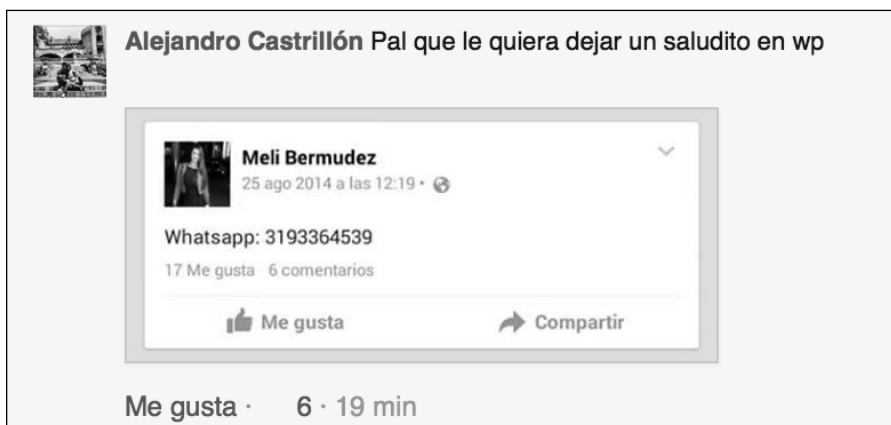 Alejandro Castrillón Pal que le quiera dejar un saludito en wp
Meli Bermudez
25 ago 2014 a las 12:19 ·
Whatsapp: 3193364539
17 Me gusta 6 comentarios
Me gusta Compartir
Me gusta · 6 · 19 min